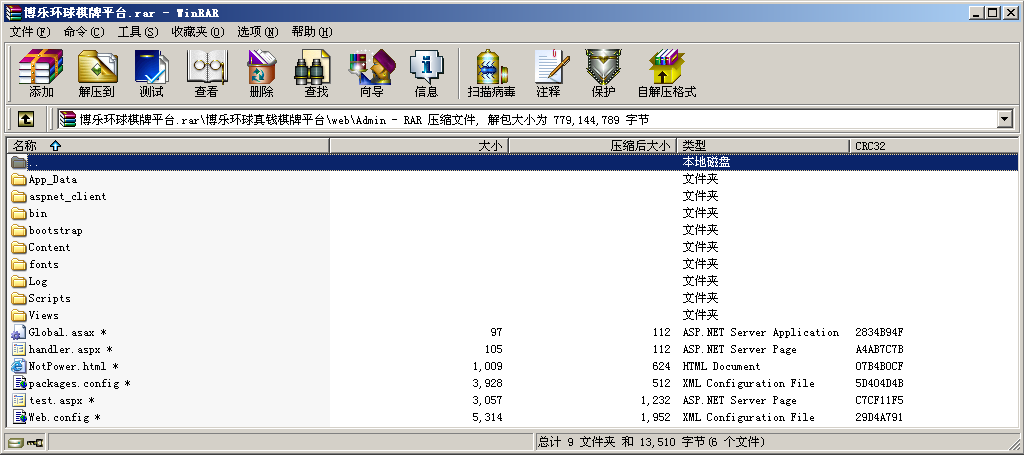 博乐环球棋牌平台.rar - WinRAR
文件(F) 命令(C) 工具(S) 收藏夹(O) 选项(N) 帮助(H)
添加 解压到 测试 查看 删除 查找 向导 信息 扫描病毒 注释 保护 自解压格式
博乐环球棋牌平台.rar\博乐环球真钱棋牌平台\web\Admin - RAR 压缩文件, 解包大小为 779,144,789 字节
名称 大小 压缩后大小 类型 CRC32
.. 本地磁盘
App_Data 文件夹
aspnet_client 文件夹
bin 文件夹
bootstrap 文件夹
Content 文件夹
fonts 文件夹
Log 文件夹
Scripts 文件夹
Views 文件夹
Global.asax * 97 112 ASP.NET Server Application 2834B94F
handler.aspx * 105 112 ASP.NET Server Page A4AB7C7B
NotPower.html * 1,009 624 HTML Document 07B4B0CF
packages.config * 3,928 512 XML Configuration File 5D404D4B
test.aspx * 3,057 1,232 ASP.NET Server Page C7CF11F5
Web.config * 5,314 1,952 XML Configuration File 29D4A791
总计 9 文件夹 和 13,510 字节(6 个文件)